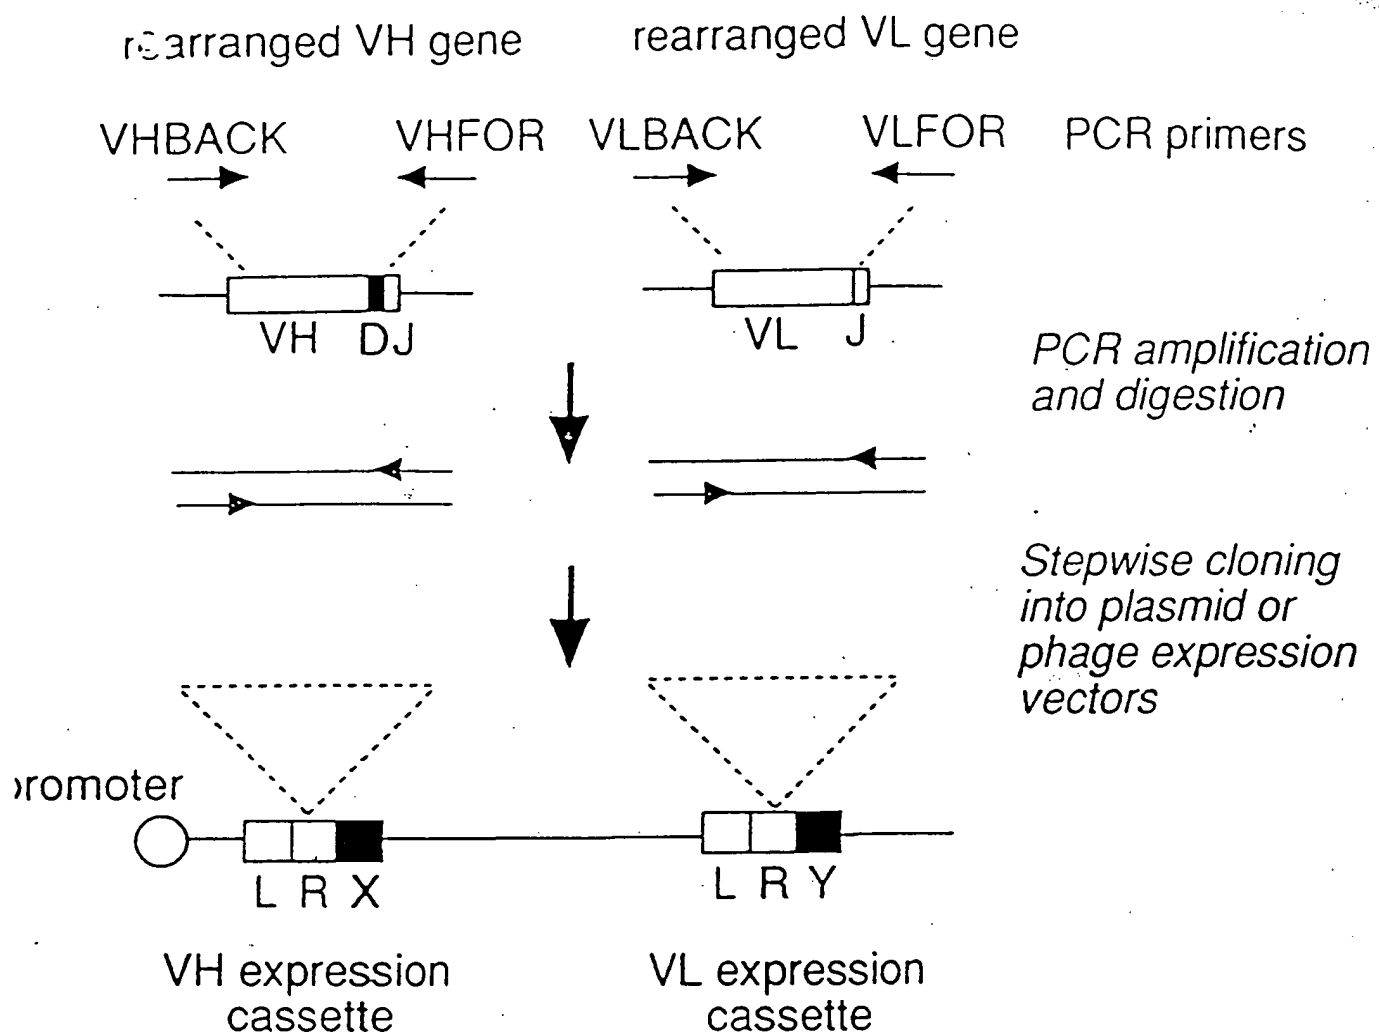 rearranged VH gene
rearranged VL gene
VHBACK
VHFOR
VLBACK
VLFOR
PCR primers
VH
DJ
VL
J
PCR amplification
and digestion
Stepwise cloning
into plasmid or
phage expression
vectors
romoter
L R X
L R Y
VH expression
cassette
VL expression
cassette